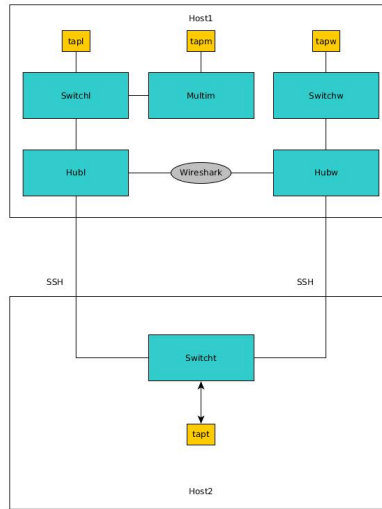 Host1
tapl
tapm
tapw
Switchl
Multim
Switchw
Hubl
Wireshark
Hubw
SSH
SSH
Switcht
tapt
Host2